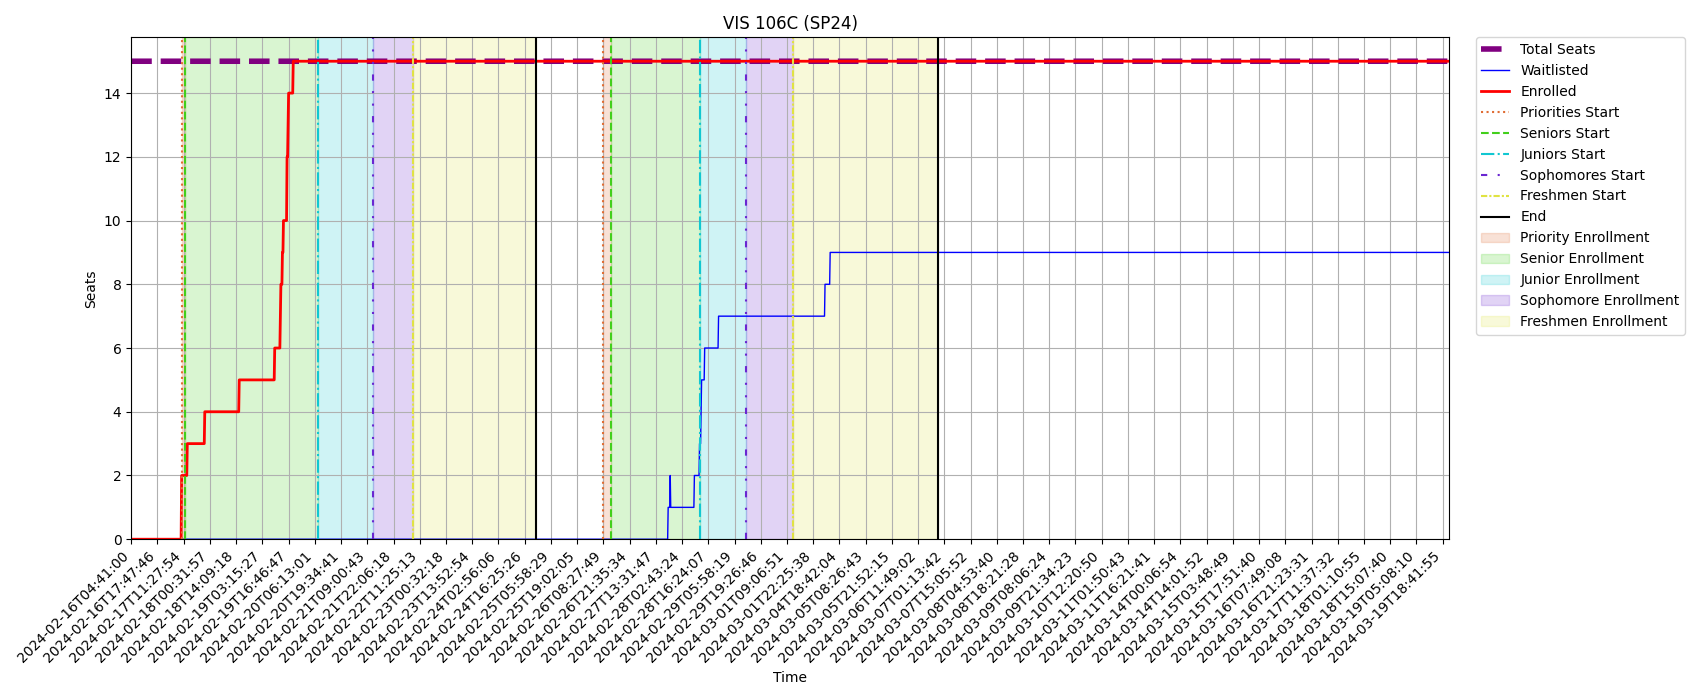 VIS 106C (SP24)
Seats
14
12
10
8
6
4
2
0
2024-02-16T04:41:00
2024-02-16T17:47:46
2024-02-17T11:27:54
2024-02-18T00:31:57
2024-02-18T14:09:18
2024-02-19T03:15:27
2024-02-19T16:46:47
2024-02-20T06:13:01
2024-02-20T19:34:41
2024-02-21T09:00:43
2024-02-21T22:06:18
2024-02-22T11:25:13
2024-02-23T00:32:18
2024-02-23T13:52:54
2024-02-24T02:56:06
2024-02-24T16:25:26
2024-02-25T05:58:29
2024-02-25T19:02:05
2024-02-26T08:27:49
2024-02-26T21:35:34
2024-02-27T13:31:47
2024-02-28T02:43:24
2024-02-28T16:24:07
2024-02-29T05:58:19
2024-02-29T19:26:46
2024-03-01T09:06:51
2024-03-01T22:25:38
2024-03-04T18:42:04
2024-03-05T08:26:43
2024-03-05T21:52:15
2024-03-06T11:49:02
2024-03-07T01:13:42
2024-03-07T15:05:52
2024-03-08T04:53:40
2024-03-08T18:21:28
2024-03-09T08:06:24
2024-03-09T21:34:23
2024-03-10T12:20:50
2024-03-11T01:50:43
2024-03-11T16:21:41
2024-03-14T00:06:54
2024-03-14T14:01:52
2024-03-15T03:48:49
2024-03-15T17:51:40
2024-03-16T07:49:08
2024-03-16T21:23:31
2024-03-17T11:37:32
2024-03-18T01:10:55
2024-03-18T15:07:40
2024-03-19T05:08:10
2024-03-19T18:41:55
Time
Total Seats
Waitlisted
Enrolled
Priorities Start
Seniors Start
Juniors Start
Sophomores Start
Freshmen Start
End
Priority Enrollment
Senior Enrollment
Junior Enrollment
Sophomore Enrollment
Freshmen Enrollment